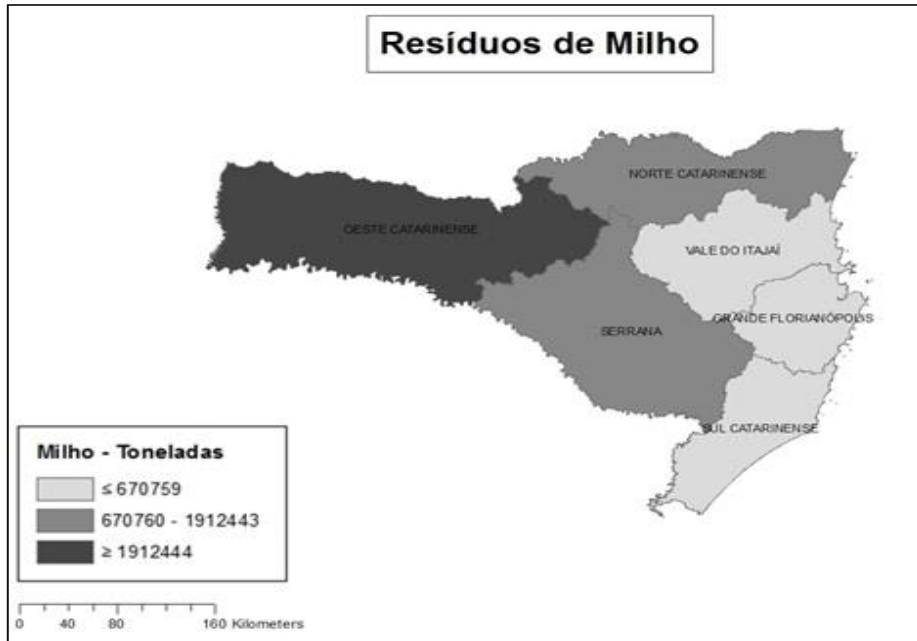 Resíduos de Milho
NORTE CATARINENSE
OESTE CATARINENSE
VALE DO ITAJAÍ
GRANDE FLORIANÓPOLIS
SERRANA
SUL CATARINENSE
Milho - Toneladas
≤ 670759
670760 - 1912443
≥ 1912444
0 40 80 160 Kilometers